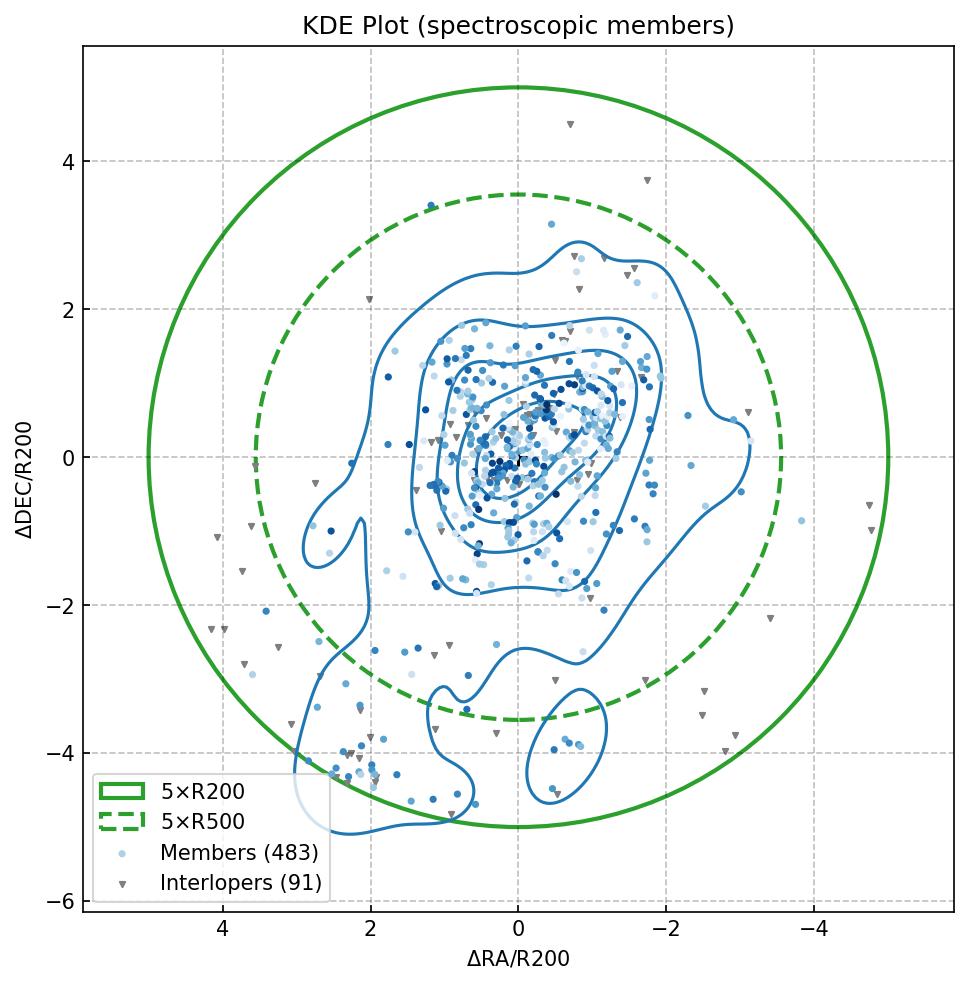 KDE Plot (spectroscopic members)
4
2
0
−2
−4
−6
ΔDEC/R200
5×R200
5×R500
Members (483)
Interlopers (91)
4
2
0
−2
−4
ΔRA/R200